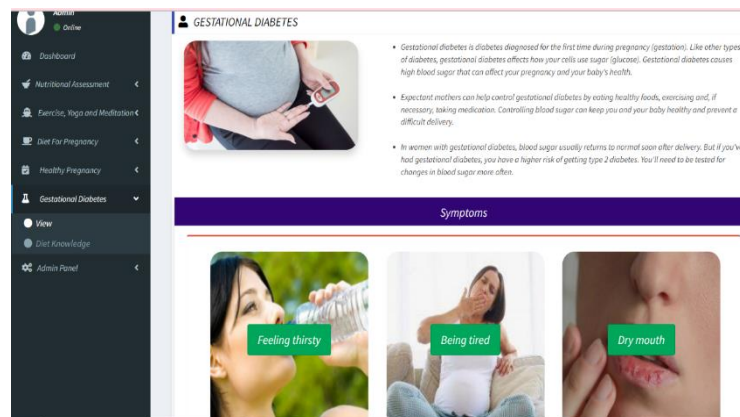 Admin
Online
Dashboard
Nutritional Assessment
Exercise, Yoga and Meditation
Diet For Pregnancy
Healthy Pregnancy
Gestational Diabetes
View
Diet Knowledge
Admin Panel
GESTATIONAL DIABETES
Gestational diabetes is diabetes diagnosed for the first time during pregnancy (gestation). Like other types
of diabetes, gestational diabetes affects how your cells use sugar (glucose). Gestational diabetes causes
high blood sugar that can affect your pregnancy and your baby's health.
Expectant mothers can help control gestational diabetes by eating healthy foods, exercising and, if
necessary, taking medication. Controlling blood sugar can keep you and your baby healthy and prevent a
difficult delivery.
In women with gestational diabetes, blood sugar usually returns to normal soon after delivery. But if you've
had gestational diabetes, you have a higher risk of getting type 2 diabetes. You'll need to be tested for
changes in blood sugar more often.
Symptoms
Feeling thirsty
Being tired
Dry mouth